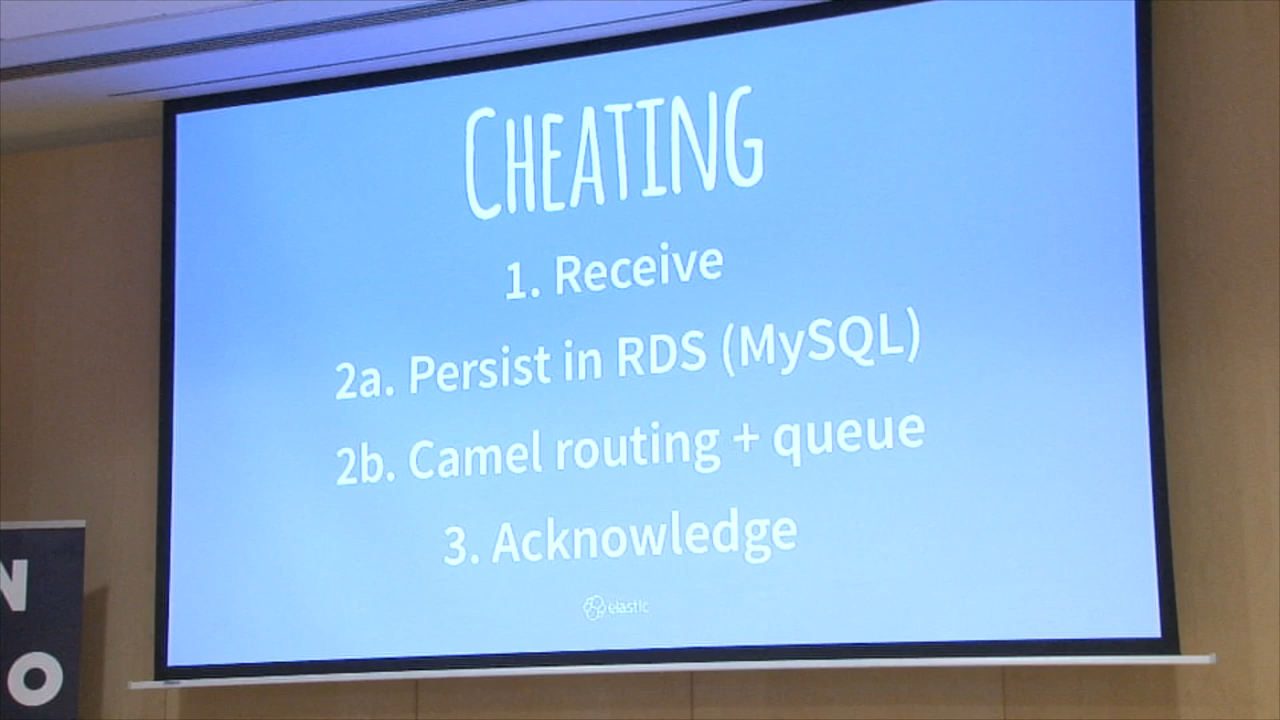 CHEATING
1. Receive
2a. Persist in RDS (MySQL)
2b. Camel routing + queue
3. Acknowledge
elastic
N
O